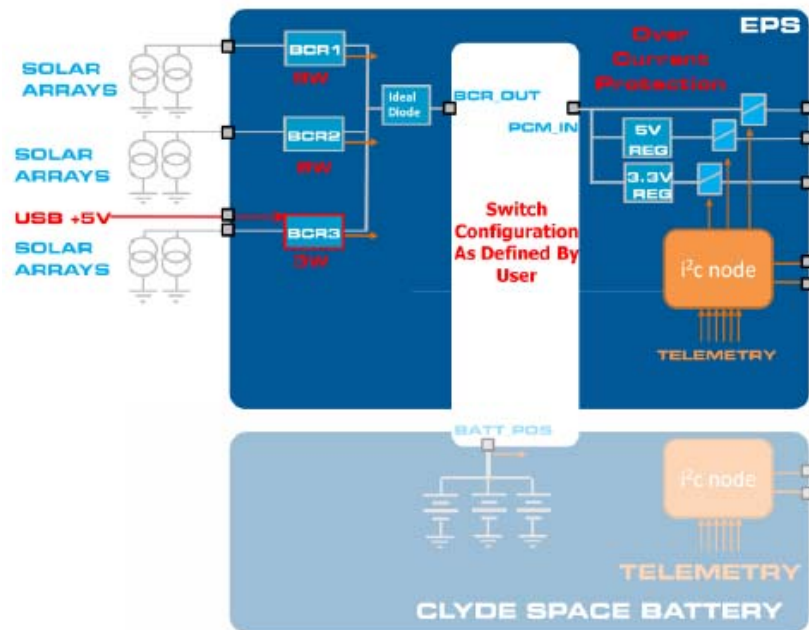 EPS
Over
Current
Protection
SOLAR
ARRAYS
BCR1
8W
Ideal
Diode
BCR_OUT
PCM_IN
5V
REG
3.3V
REG
SOLAR
ARRAYS
BCR2
8W
USB +5V
SOLAR
ARRAYS
BCR3
3W
Switch
Configuration
As Defined By
User
i²c node
TELEMETRY
BATT_POS
i²c node
TELEMETRY
CLYDE SPACE BATTERY